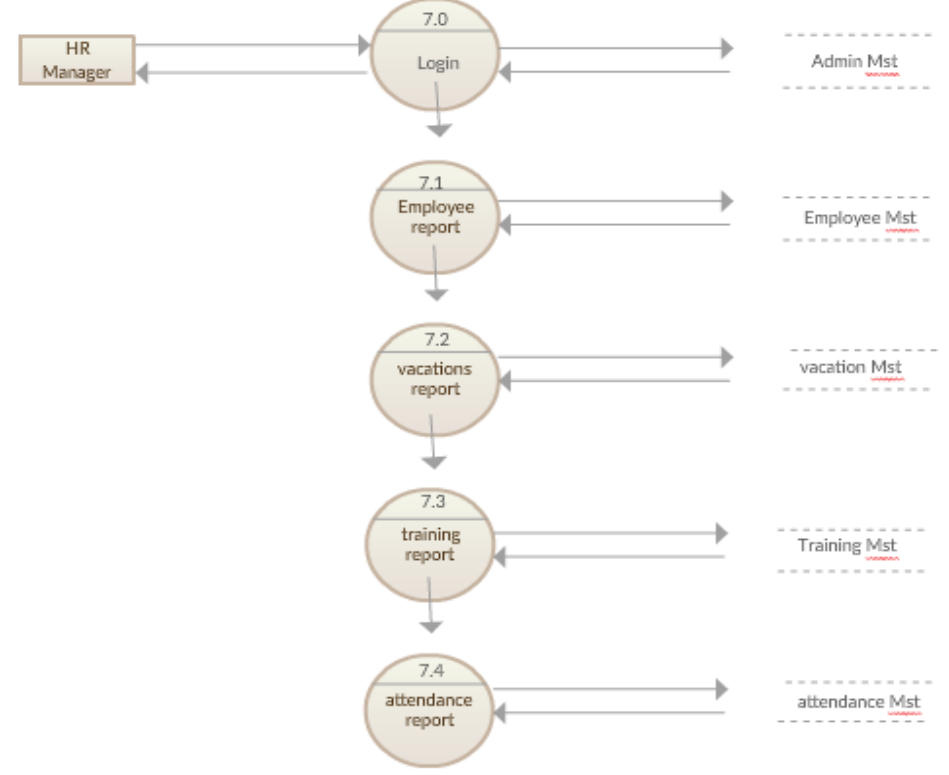 HR
Manager
7.0
Login
Admin Mst
7.1
Employee
report
Employee Mst
7.2
vacations
report
vacation Mst
7.3
training
report
Training Mst
7.4
attendance
report
attendance Mst